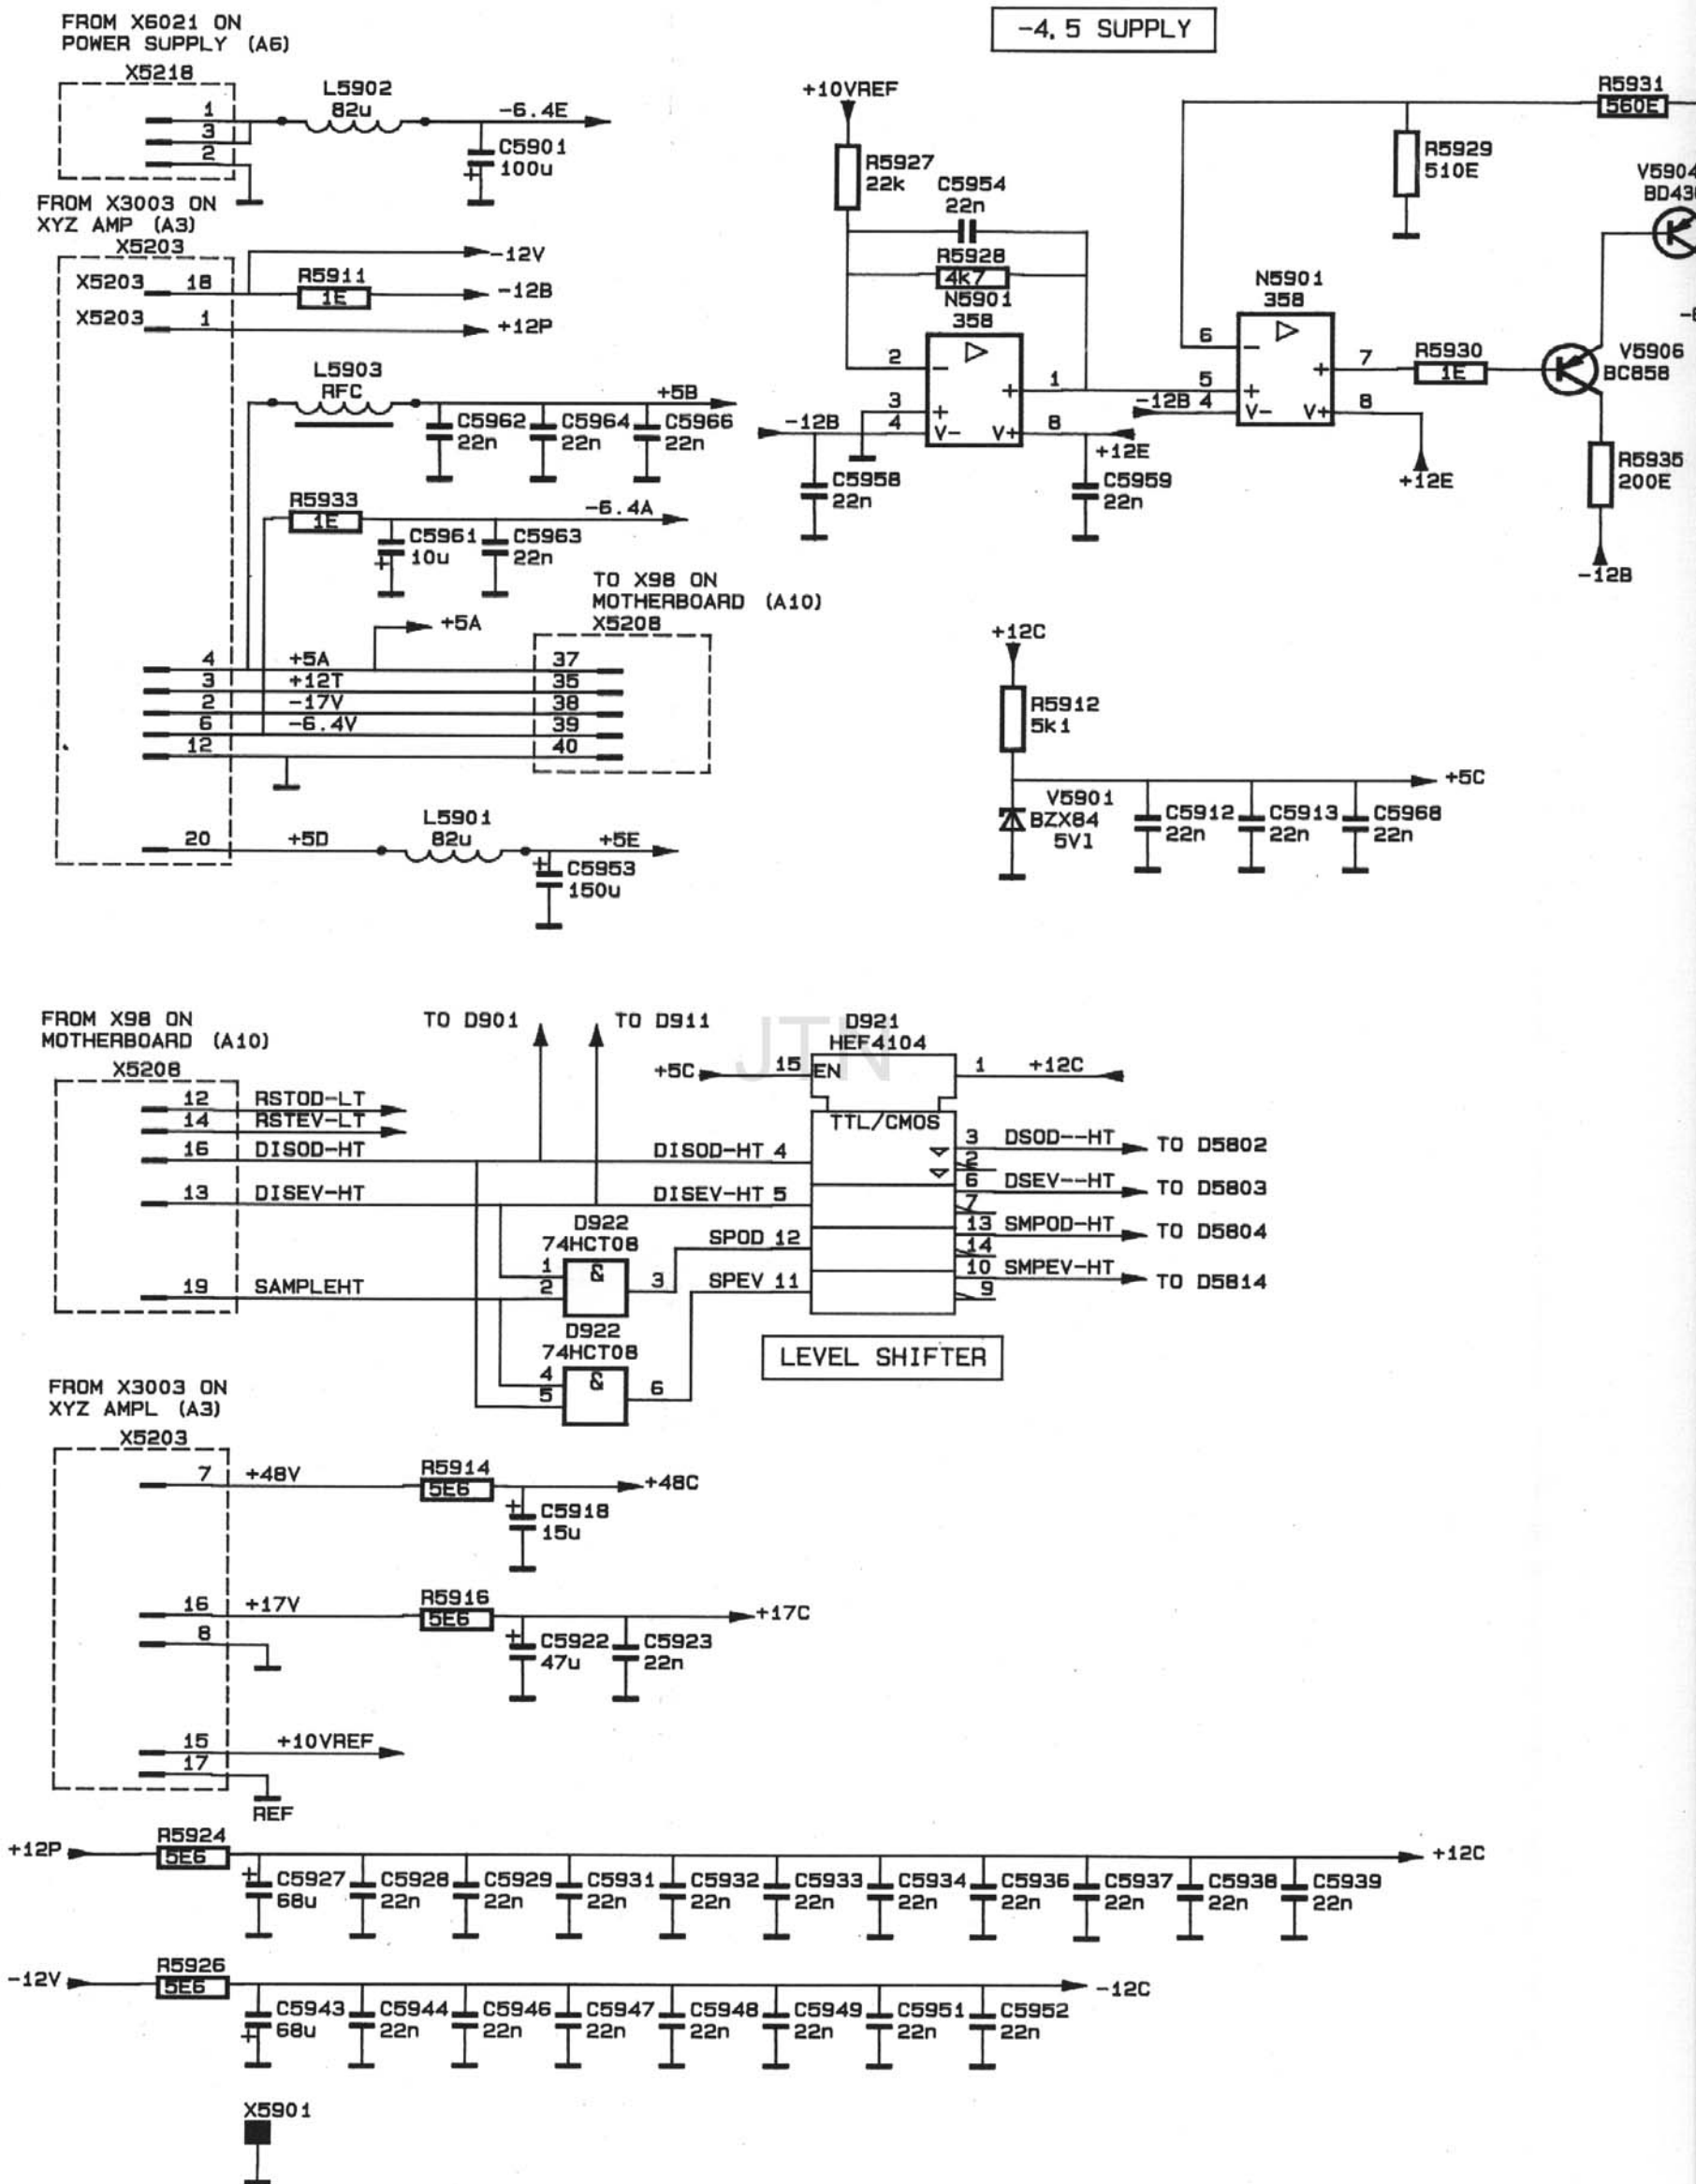 FROM X6021 ON
POWER SUPPLY (A6)
X5218
1
3
2
L5902
82u
-6.4E
C5901
100u
+
FROM X3003 ON
XYZ AMP (A3)
X5203
X5203 18
R5911
1E
-12V
-12B
X5203 1
+12P
L5903
RFC
+5B
C5962
22n
C5964
22n
C5966
22n
R5933
1E
-6.4A
C5961
10u
+
C5963
22n
TO X98 ON
MOTHERBOARD (A10)
X5208
+5A
4 +5A 37
3 +12T 35
2 -17V 38
6 -6.4V 39
12 40
20 +5D
L5901
82u
+5E
+
C5953
150u
-4,5 SUPPLY
+10VREF
R5927
22k
C5954
22n
R5928
4k7
N5901
358
2 -
3 +
4 V-
+ 1
V+ 8
-12B
+12E
C5958
22n
C5959
22n
R5931
560E
R5929
510E
V5904
N5901
358
6 -
5 +
-12B 4 V-
+ 7
V+ 8
+12E
R5930
1E
V5906
BC858
R5935
200E
-12B
+12C
R5912
5k1
+5C
V5901
BZX84
5V1
C5912
22n
C5913
22n
C5968
22n
FROM X98 ON
MOTHERBOARD (A10)
X5208
12 RSTOD-LT
14 RSTEV-LT
16 DISOD-HT
13 DISEV-HT
19 SAMPLEHT
TO D901
TO D911
JTN
D921
HEF4104
+5C 15 EN
1 +12C
TTL/CMOS
DISOD-HT 4
DISEV-HT 5
SPOD 12
SPEV 11
3 DSOD--HT TO D5802
2
6 DSEV--HT TO D5803
7
13 SMPOD-HT TO D5804
14
10 SMPEV-HT TO D5814
9
D922
74HCT08
1
2
&
3
D922
74HCT08
4
5
&
6
LEVEL SHIFTER
FROM X3003 ON
XYZ AMPL (A3)
X5203
7 +48V
R5914
5E6
+48C
+
C5918
15u
16 +17V
8
R5916
5E6
+17C
+
C5922
47u
C5923
22n
15 +10VREF
17
REF
+12P
R5924
5E6
+12C
+
C5927
68u
C5928
22n
C5929
22n
C5931
22n
C5932
22n
C5933
22n
C5934
22n
C5936
22n
C5937
22n
C5938
22n
C5939
22n
-12V
R5926
5E6
-12C
C5943
68u
+
C5944
22n
C5946
22n
C5947
22n
C5948
22n
C5949
22n
C5951
22n
C5952
22n
X5901